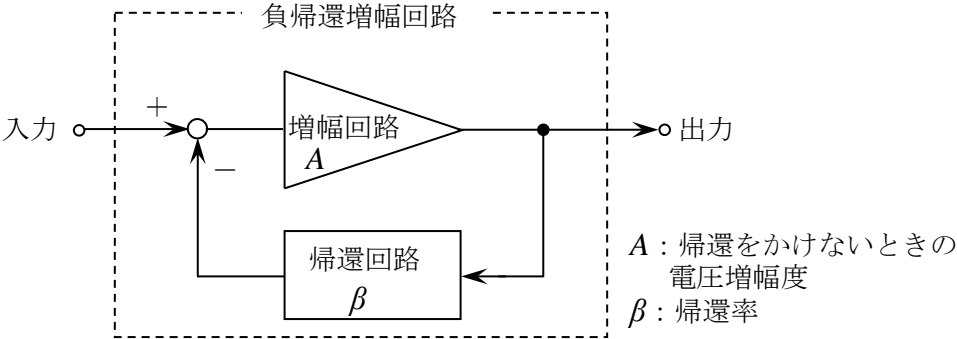 負帰還増幅回路
入力
+
−
増幅回路
A
出力
帰還回路
β
A：帰還をかけないときの
電圧増幅度
β：帰還率